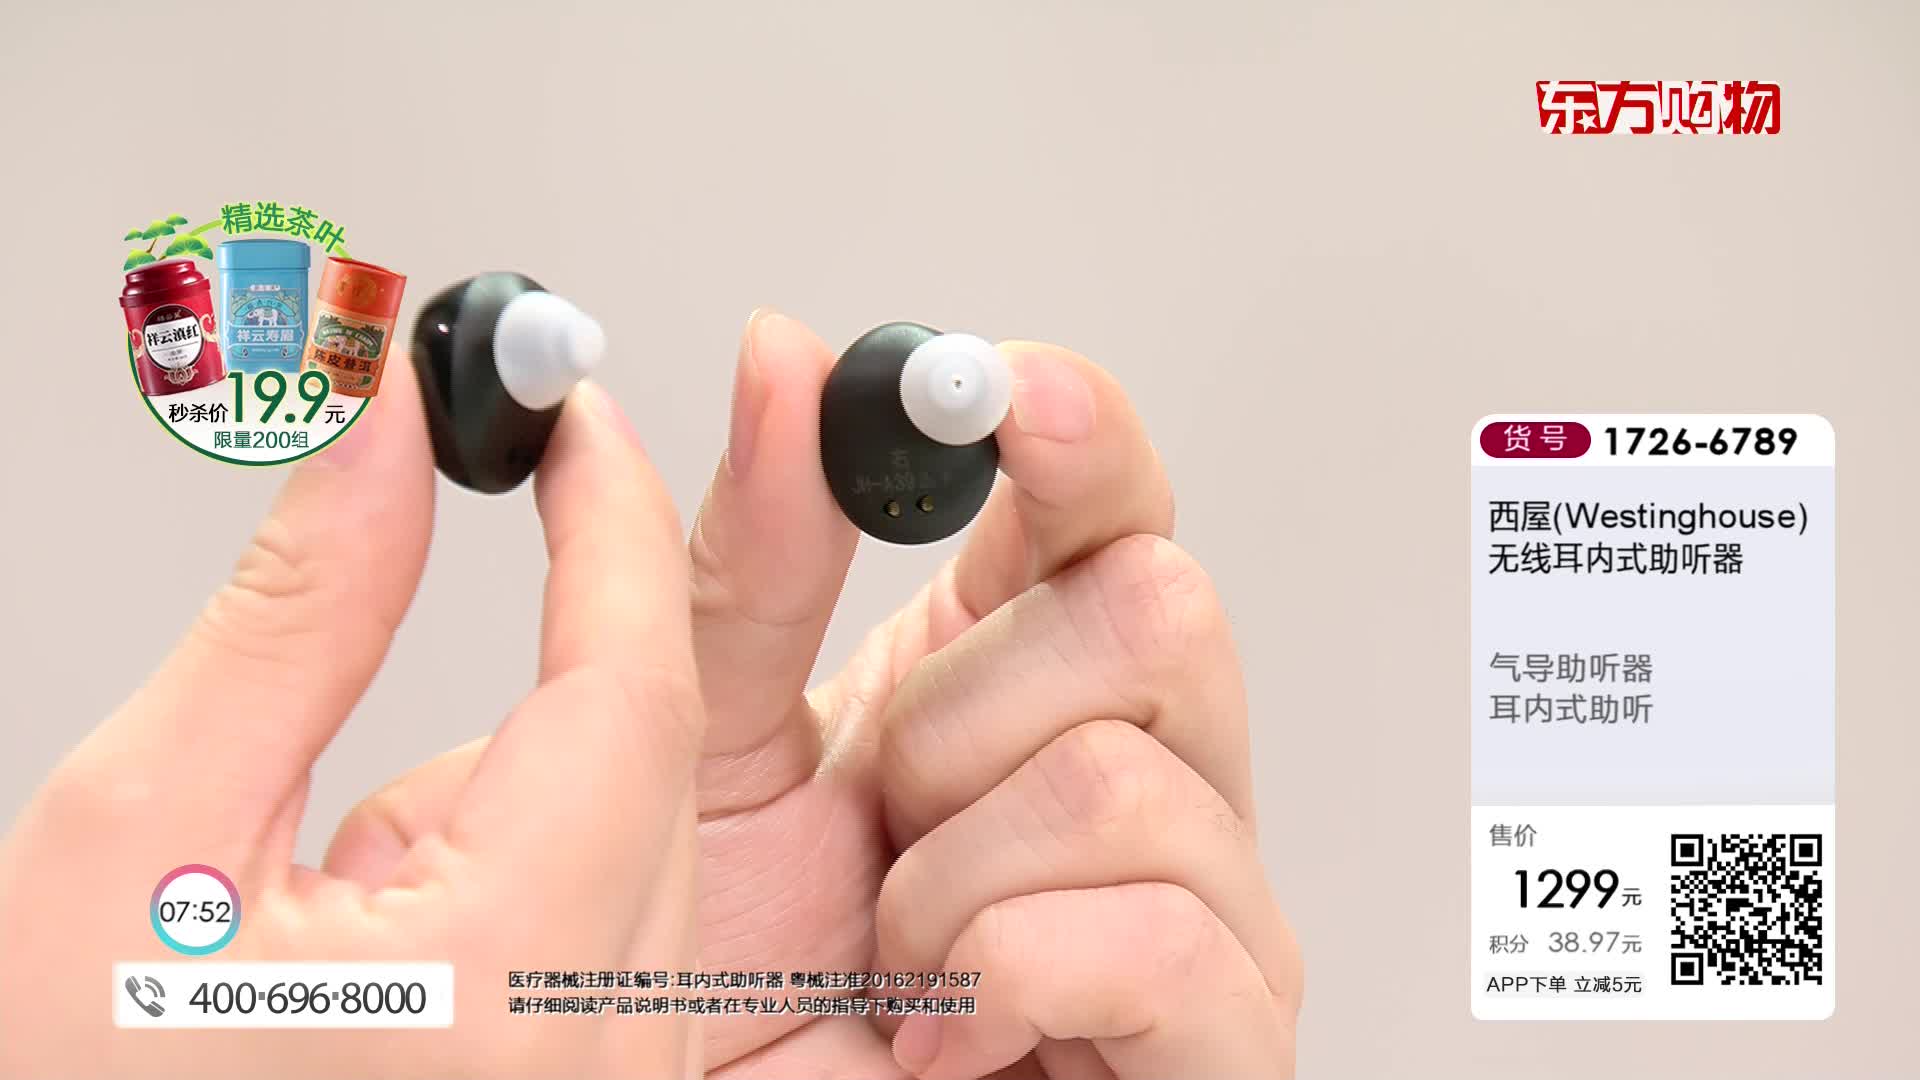 东方购物
精选茶叶
祥云滇红
祥云寿眉
陈皮普洱
秒杀价19.9元
限量200组
右
货号 1726-6789
西屋(Westinghouse)
无线耳内式助听器
气导助听器
耳内式助听
售价
1299元
积分 38.97元
APP下单 立减5元
07:52
400·696·8000
医疗器械注册证编号:耳内式助听器 粤械注准20162191587
请仔细阅读产品说明书或者在专业人员的指导下购买和使用